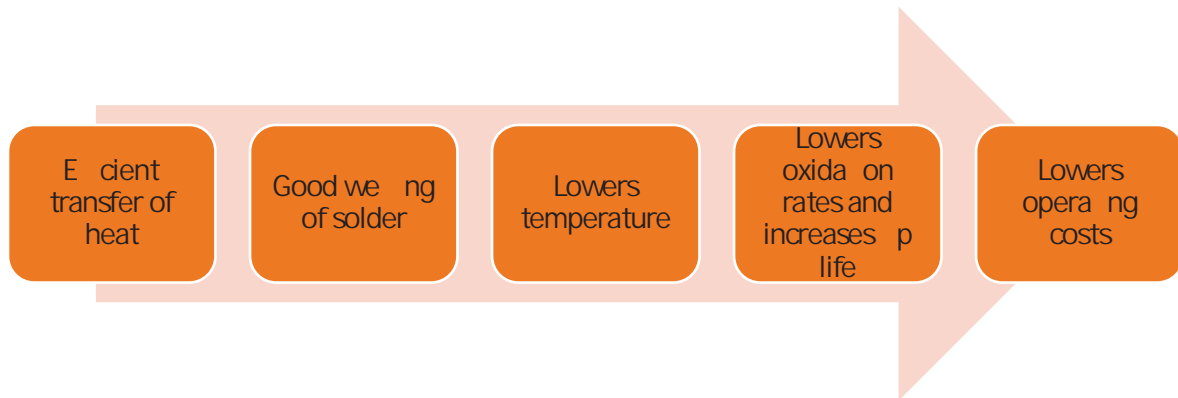 E cient
transfer of
heat
Good we ng
of solder
Lowers
temperature
Lowers
oxida on
rates and
increases p
life
Lowers
opera ng
costs